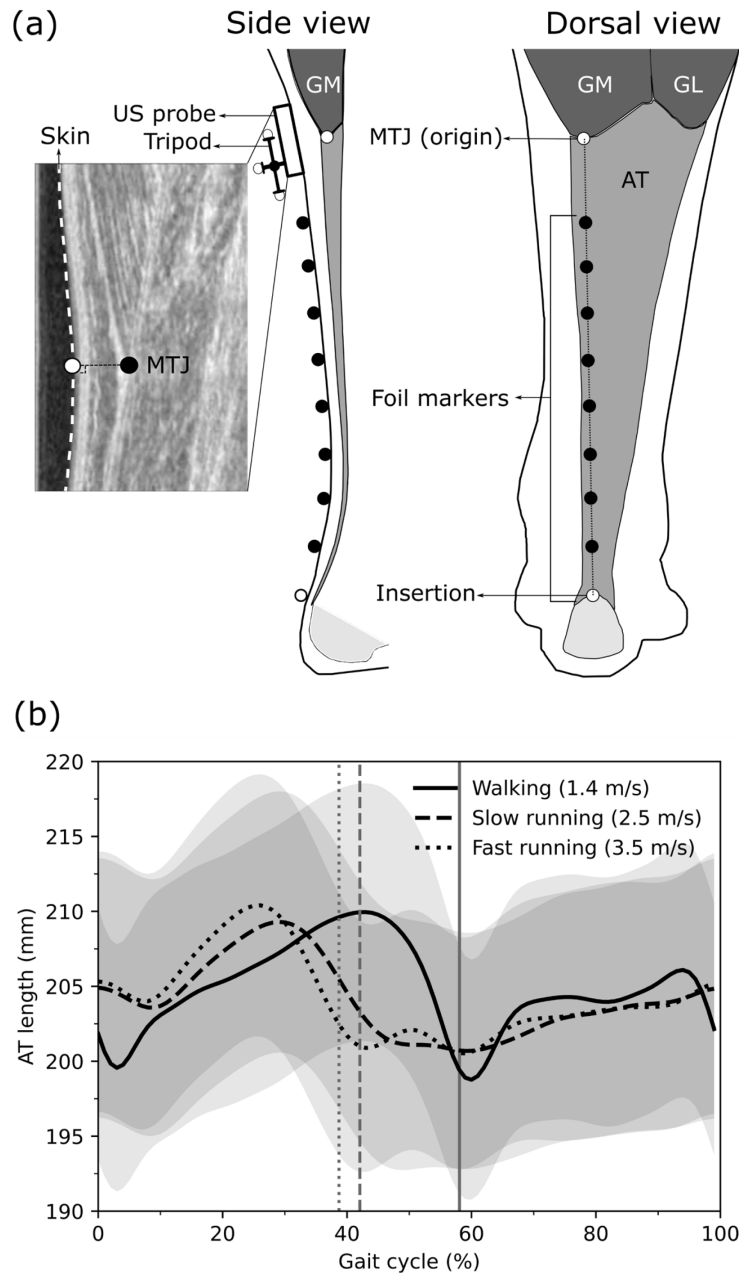 (a)
Side view
Dorsal view
GM
GM
GL
US probe
Tripod
Skin
MTJ (origin)
AT
MTJ
Foil markers
Insertion
(b)
220
215
210
205
200
195
190
AT length (mm)
Walking (1.4 m/s)
Slow running (2.5 m/s)
Fast running (3.5 m/s)
0
20
40
60
80
100
Gait cycle (%)